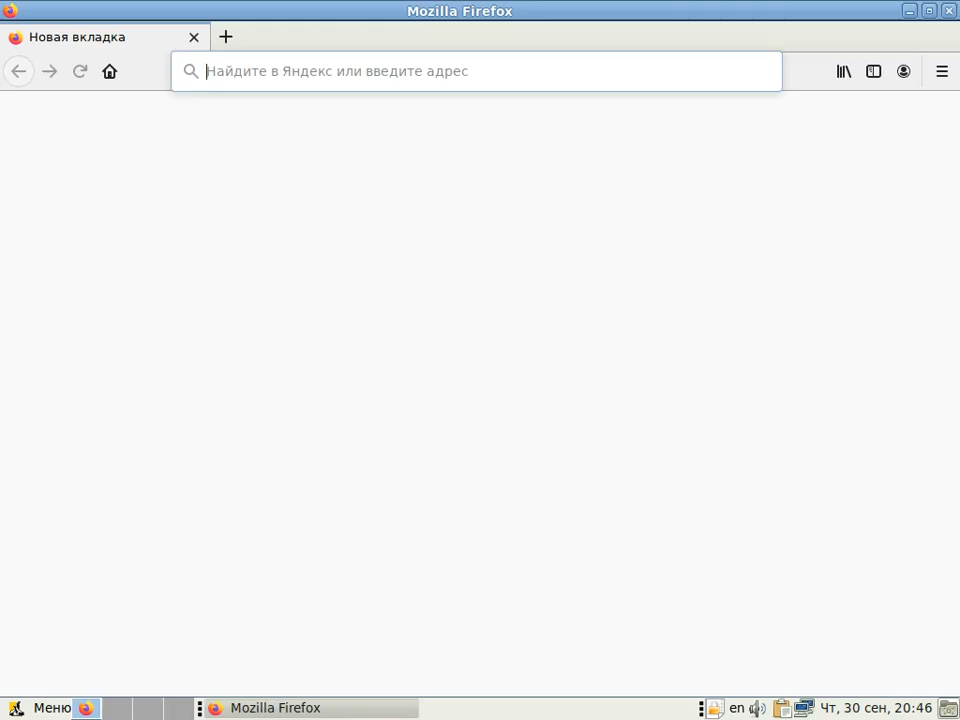 Mozilla Firefox
Новая вкладка
Найдите в Яндекс или введите адрес
Меню
Mozilla Firefox
en
Чт, 30 сен, 20:46